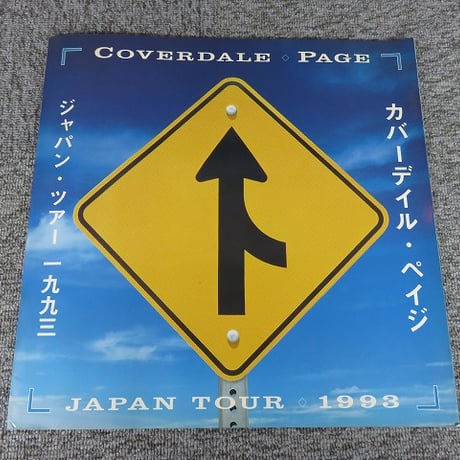 COVERDALE ◇ PAGE
カバーデイル・ペイジ
ジャパン・ツアー 一九九三
JAPAN TOUR ◇ 1993